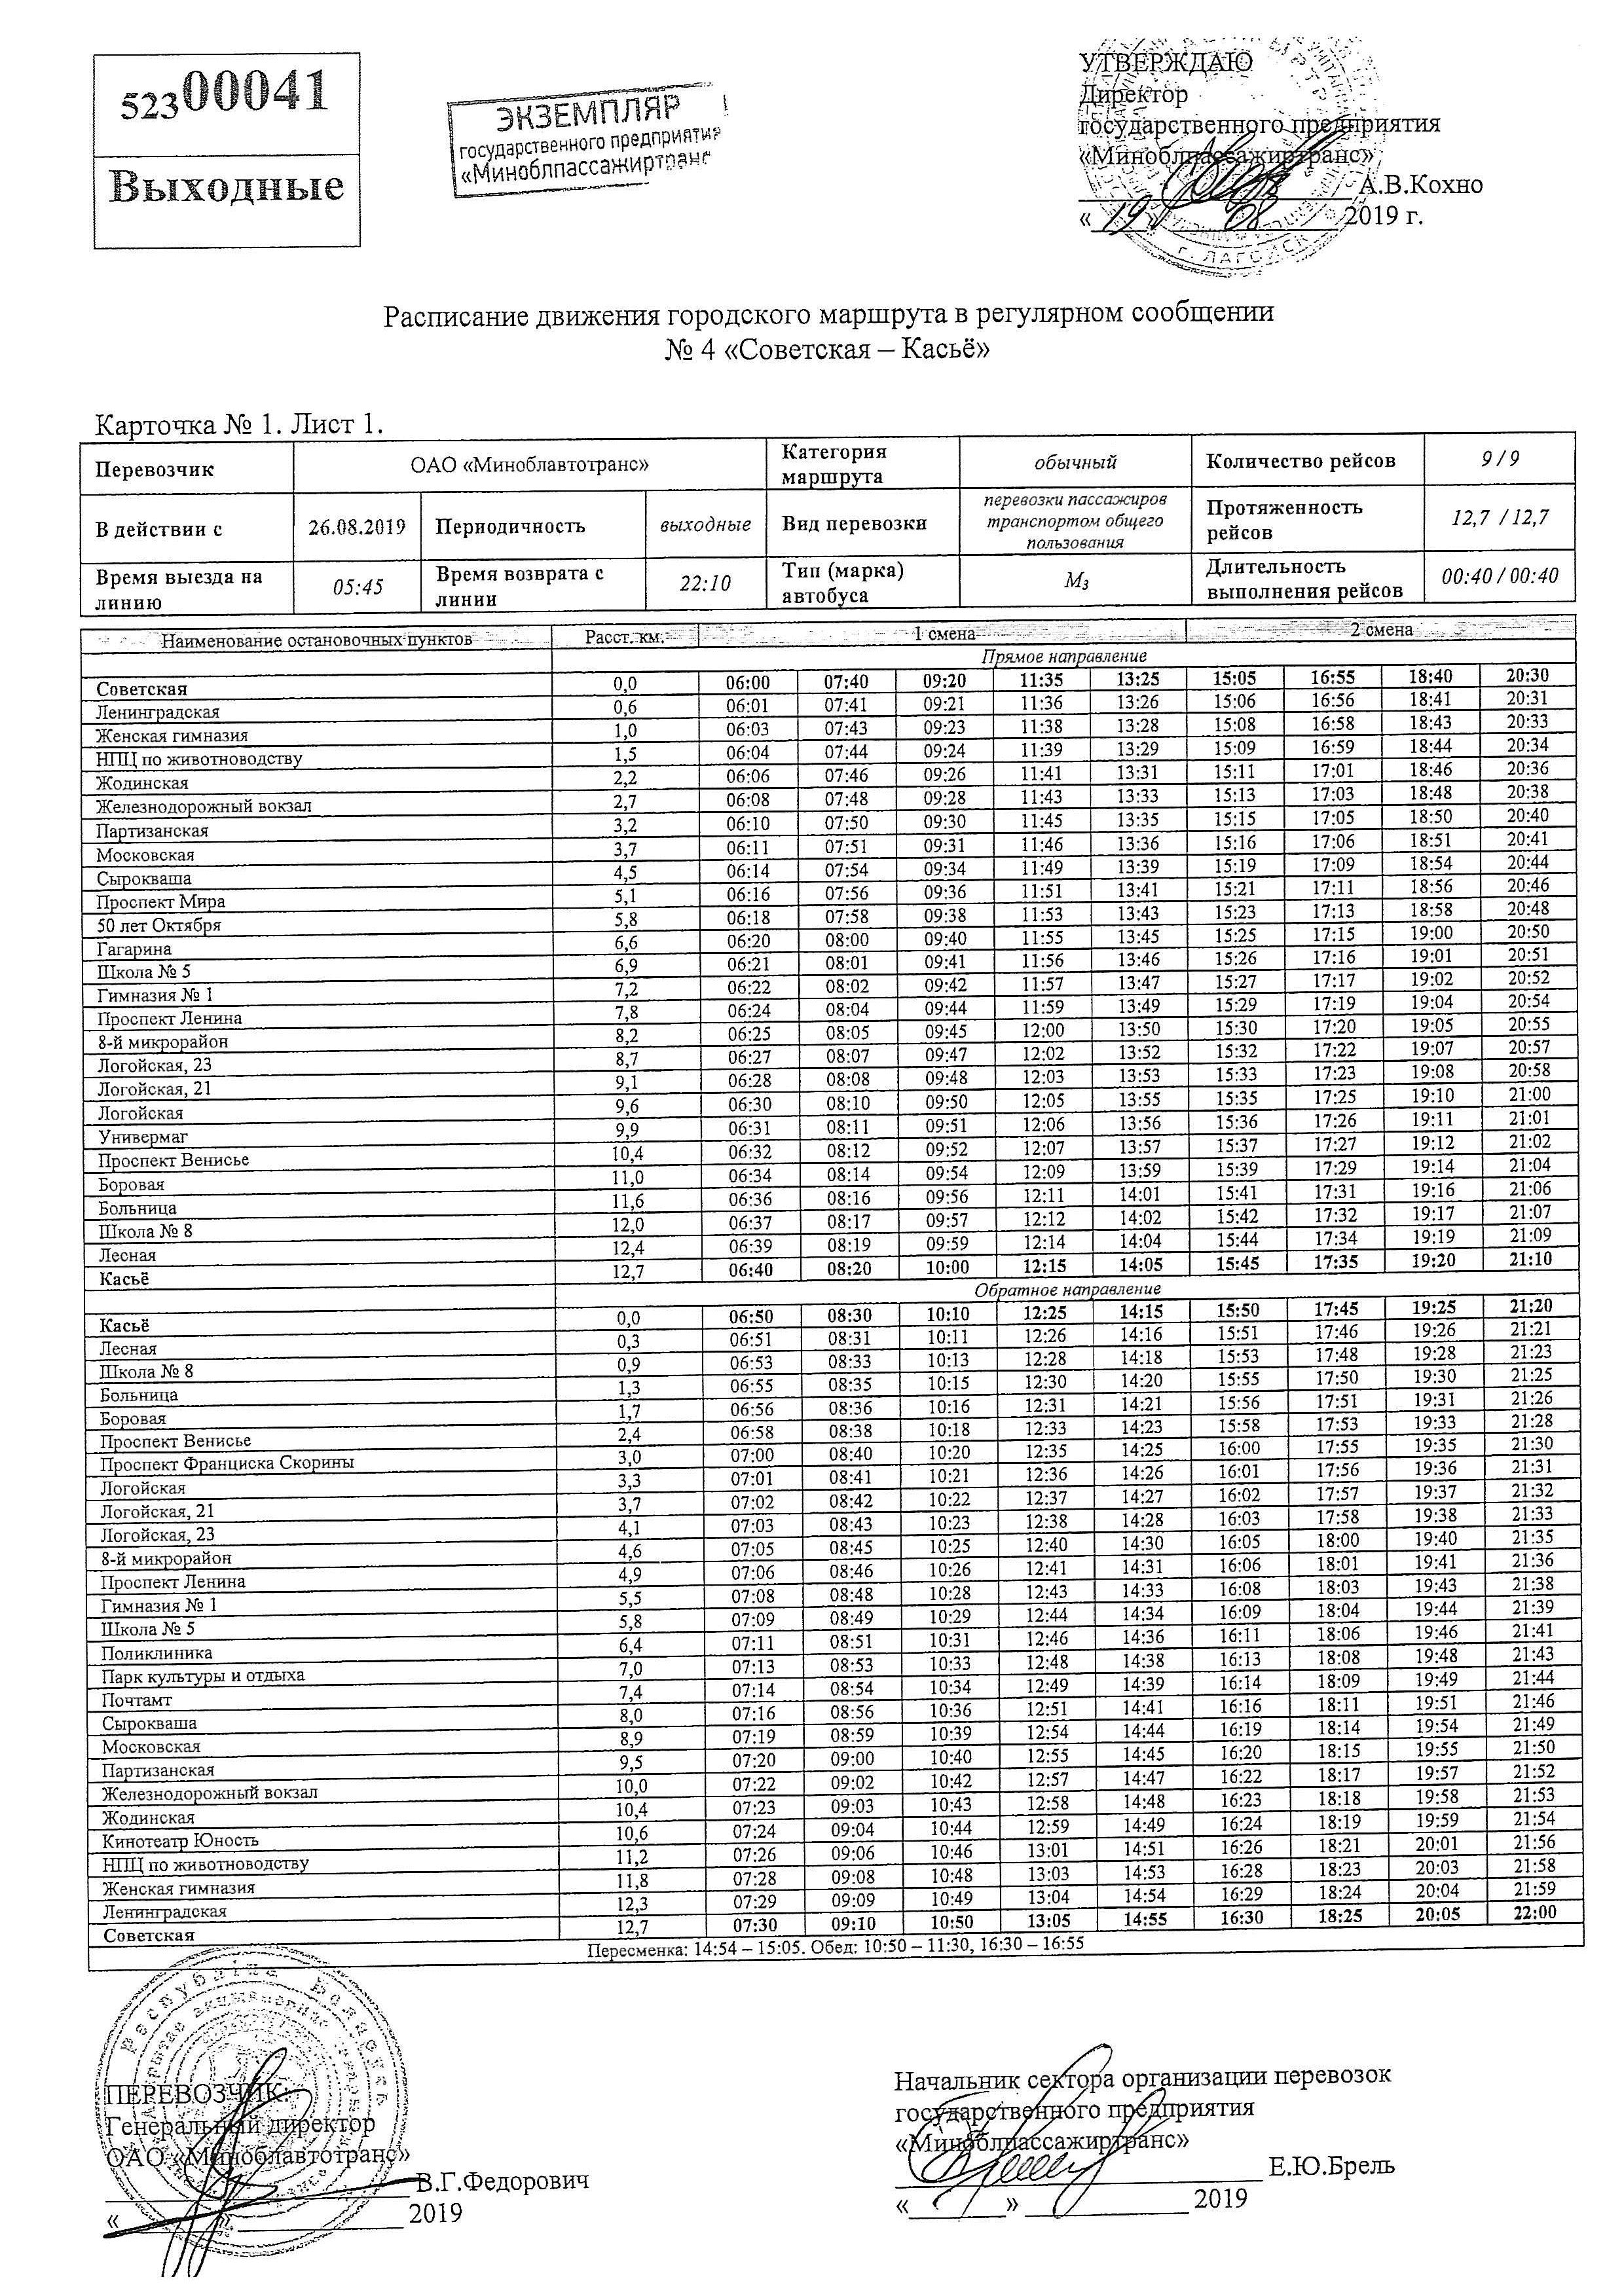 52300041
Выходные
ЭКЗЕМПЛЯР
государственного предприятия
«Миноблпассажиртранс
УТВЕРЖДАЮ
Директор
государственного предприятия
«Миноблпассажиртранс»
А.В.Кохно
«19» 08 2019 г.
г. ЛАГОЙСК
Расписание движения городского маршрута в регулярном сообщении
№ 4 «Советская – Касьё»
Карточка № 1. Лист 1.
Перевозчик ОАО «Миноблавтотранс» Категория маршрута обычный Количество рейсов 9 / 9
В действии с 26.08.2019 Периодичность выходные Вид перевозки перевозки пассажиров транспортом общего пользования Протяженность рейсов 12,7 / 12,7
Время выезда на линию 05:45 Время возврата с линии 22:10 Тип (марка) автобуса М3 Длительность выполнения рейсов 00:40 / 00:40
Наименование остановочных пунктов Расст. км. 1 смена 2 смена
Прямое направление
Советская 0,0 06:00 07:40 09:20 11:35 13:25 15:05 16:55 18:40 20:30
Ленинградская 0,6 06:01 07:41 09:21 11:36 13:26 15:06 16:56 18:41 20:31
Женская гимназия 1,0 06:03 07:43 09:23 11:38 13:28 15:08 16:58 18:43 20:33
НПЦ по животноводству 1,5 06:04 07:44 09:24 11:39 13:29 15:09 16:59 18:44 20:34
Жодинская 2,2 06:06 07:46 09:26 11:41 13:31 15:11 17:01 18:46 20:36
Железнодорожный вокзал 2,7 06:08 07:48 09:28 11:43 13:33 15:13 17:03 18:48 20:38
Партизанская 3,2 06:10 07:50 09:30 11:45 13:35 15:15 17:05 18:50 20:40
Московская 3,7 06:11 07:51 09:31 11:46 13:36 15:16 17:06 18:51 20:41
Сырокваша 4,5 06:14 07:54 09:34 11:49 13:39 15:19 17:09 18:54 20:44
Проспект Мира 5,1 06:16 07:56 09:36 11:51 13:41 15:21 17:11 18:56 20:46
50 лет Октября 5,8 06:18 07:58 09:38 11:53 13:43 15:23 17:13 18:58 20:48
Гагарина 6,6 06:20 08:00 09:40 11:55 13:45 15:25 17:15 19:00 20:50
Школа № 5 6,9 06:21 08:01 09:41 11:56 13:46 15:26 17:16 19:01 20:51
Гимназия № 1 7,2 06:22 08:02 09:42 11:57 13:47 15:27 17:17 19:02 20:52
Проспект Ленина 7,8 06:24 08:04 09:44 11:59 13:49 15:29 17:19 19:04 20:54
8-й микрорайон 8,2 06:25 08:05 09:45 12:00 13:50 15:30 17:20 19:05 20:55
Логойская, 23 8,7 06:27 08:07 09:47 12:02 13:52 15:32 17:22 19:07 20:57
Логойская, 21 9,1 06:28 08:08 09:48 12:03 13:53 15:33 17:23 19:08 20:58
Логойская 9,6 06:30 08:10 09:50 12:05 13:55 15:35 17:25 19:10 21:00
Универмаг 9,9 06:31 08:11 09:51 12:06 13:56 15:36 17:26 19:11 21:01
Проспект Венисье 10,4 06:32 08:12 09:52 12:07 13:57 15:37 17:27 19:12 21:02
Боровая 11,0 06:34 08:14 09:54 12:09 13:59 15:39 17:29 19:14 21:04
Больница 11,6 06:36 08:16 09:56 12:11 14:01 15:41 17:31 19:16 21:06
Школа № 8 12,0 06:37 08:17 09:57 12:12 14:02 15:42 17:32 19:17 21:07
Лесная 12,4 06:39 08:19 09:59 12:14 14:04 15:44 17:34 19:19 21:09
Касьё 12,7 06:40 08:20 10:00 12:15 14:05 15:45 17:35 19:20 21:10
Обратное направление
Касьё 0,0 06:50 08:30 10:10 12:25 14:15 15:50 17:45 19:25 21:20
Лесная 0,3 06:51 08:31 10:11 12:26 14:16 15:51 17:46 19:26 21:21
Школа № 8 0,9 06:53 08:33 10:13 12:28 14:18 15:53 17:48 19:28 21:23
Больница 1,3 06:55 08:35 10:15 12:30 14:20 15:55 17:50 19:30 21:25
Боровая 1,7 06:56 08:36 10:16 12:31 14:21 15:56 17:51 19:31 21:26
Проспект Венисье 2,4 06:58 08:38 10:18 12:33 14:23 15:58 17:53 19:33 21:28
Проспект Франциска Скорины 3,0 07:00 08:40 10:20 12:35 14:25 16:00 17:55 19:35 21:30
Логойская 3,3 07:01 08:41 10:21 12:36 14:26 16:01 17:56 19:36 21:31
Логойская, 21 3,7 07:02 08:42 10:22 12:37 14:27 16:02 17:57 19:37 21:32
Логойская, 23 4,1 07:03 08:43 10:23 12:38 14:28 16:03 17:58 19:38 21:33
8-й микрорайон 4,6 07:05 08:45 10:25 12:40 14:30 16:05 18:00 19:40 21:35
Проспект Ленина 4,9 07:06 08:46 10:26 12:41 14:31 16:06 18:01 19:41 21:36
Гимназия № 1 5,5 07:08 08:48 10:28 12:43 14:33 16:08 18:03 19:43 21:38
Школа № 5 5,8 07:09 08:49 10:29 12:44 14:34 16:09 18:04 19:44 21:39
Поликлиника 6,4 07:11 08:51 10:31 12:46 14:36 16:11 18:06 19:46 21:41
Парк культуры и отдыха 7,0 07:13 08:53 10:33 12:48 14:38 16:13 18:08 19:48 21:43
Почтамт 7,4 07:14 08:54 10:34 12:49 14:39 16:14 18:09 19:49 21:44
Сырокваша 8,0 07:16 08:56 10:36 12:51 14:41 16:16 18:11 19:51 21:46
Московская 8,9 07:19 08:59 10:39 12:54 14:44 16:19 18:14 19:54 21:49
Партизанская 9,5 07:20 09:00 10:40 12:55 14:45 16:20 18:15 19:55 21:50
Железнодорожный вокзал 10,0 07:22 09:02 10:42 12:57 14:47 16:22 18:17 19:57 21:52
Жодинская 10,4 07:23 09:03 10:43 12:58 14:48 16:23 18:18 19:58 21:53
Кинотеатр Юность 10,6 07:24 09:04 10:44 12:59 14:49 16:24 18:19 19:59 21:54
НПЦ по животноводству 11,2 07:26 09:06 10:46 13:01 14:51 16:26 18:21 20:01 21:56
Женская гимназия 11,8 07:28 09:08 10:48 13:03 14:53 16:28 18:23 20:03 21:58
Ленинградская 12,3 07:29 09:09 10:49 13:04 14:54 16:29 18:24 20:04 21:59
Советская 12,7 07:30 09:10 10:50 13:05 14:55 16:30 18:25 20:05 22:00
Пересменка: 14:54 – 15:05. Обед: 10:50 – 11:30, 16:30 – 16:55
Рэспубліка Беларусь
ПЕРЕВОЗЧИК:
Генеральный директор
ОАО «Миноблавтотранс»
В.Г.Федорович
« » 2019
Начальник сектора организации перевозок
государственного предприятия
«Миноблпассажиртранс»
Е.Ю.Брель
« » 2019